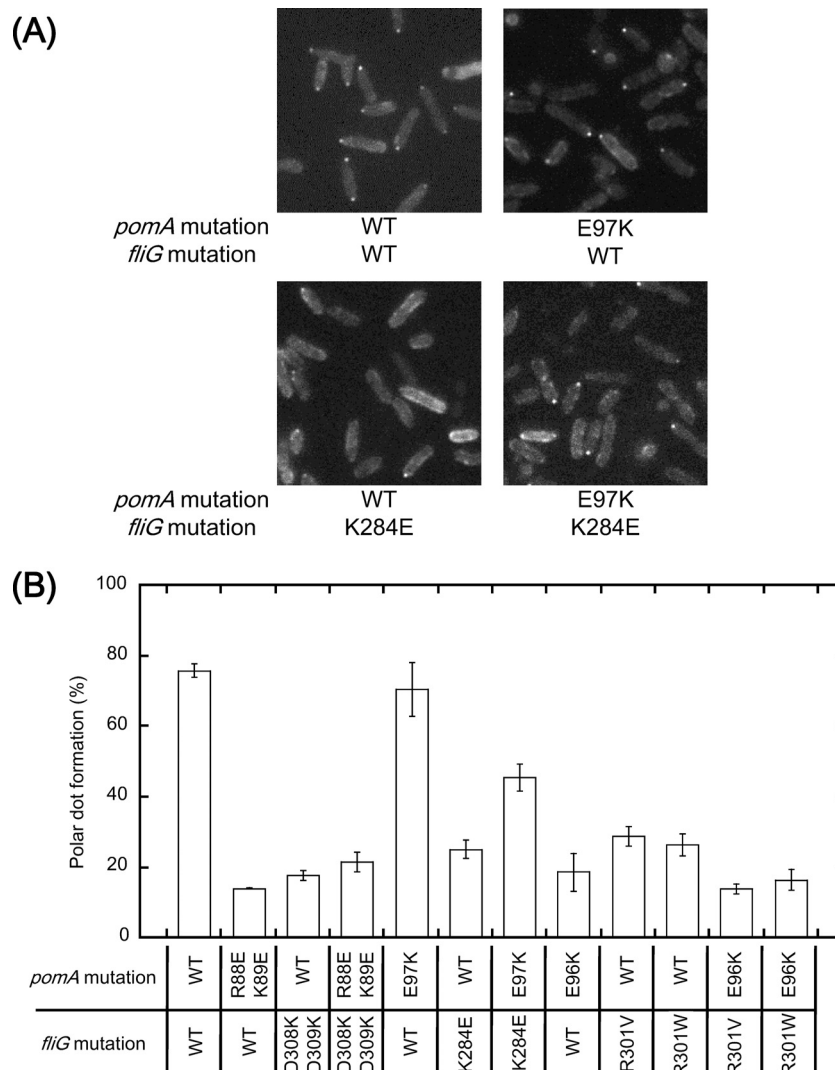 (A)
pomA mutation WT E97K
fliG mutation WT WT
pomA mutation WT E97K
fliG mutation K284E K284E
(B)
100
80
60
40
20
0
Polar dot formation (%)
pomA mutation WT R88E K89E WT R88E K89E E97K WT E97K E96K WT WT E96K E96K
fliG mutation WT WT D308K D309K D308K D309K WT K284E K284E WT R301V R301W R301V R301W